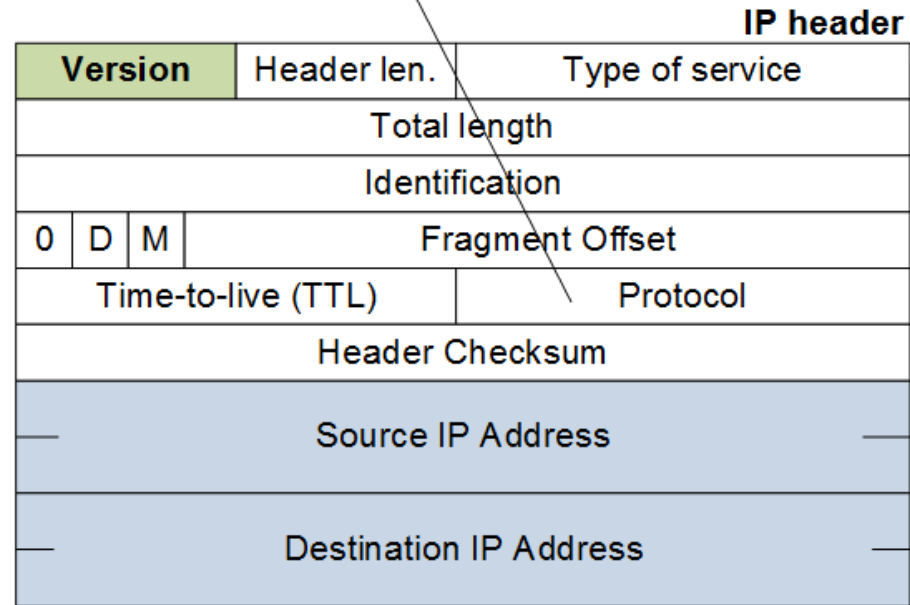 IP header
Version Header len. Type of service
Total length
Identification
0 D M Fragment Offset
Time-to-live (TTL) Protocol
Header Checksum
Source IP Address
Destination IP Address